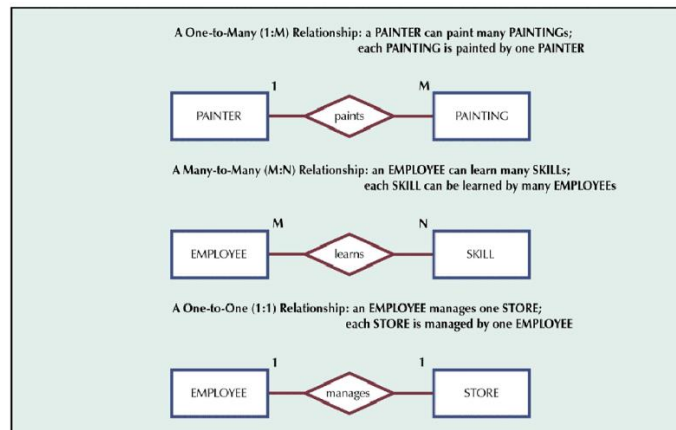 A One-to-Many (1:M) Relationship: a PAINTER can paint many PAINTINGs;
each PAINTING is painted by one PAINTER
1 M
PAINTER paints PAINTING
A Many-to-Many (M:N) Relationship: an EMPLOYEE can learn many SKILLs;
each SKILL can be learned by many EMPLOYEEs
M N
EMPLOYEE learns SKILL
A One-to-One (1:1) Relationship: an EMPLOYEE manages one STORE;
each STORE is managed by one EMPLOYEE
1 1
EMPLOYEE manages STORE